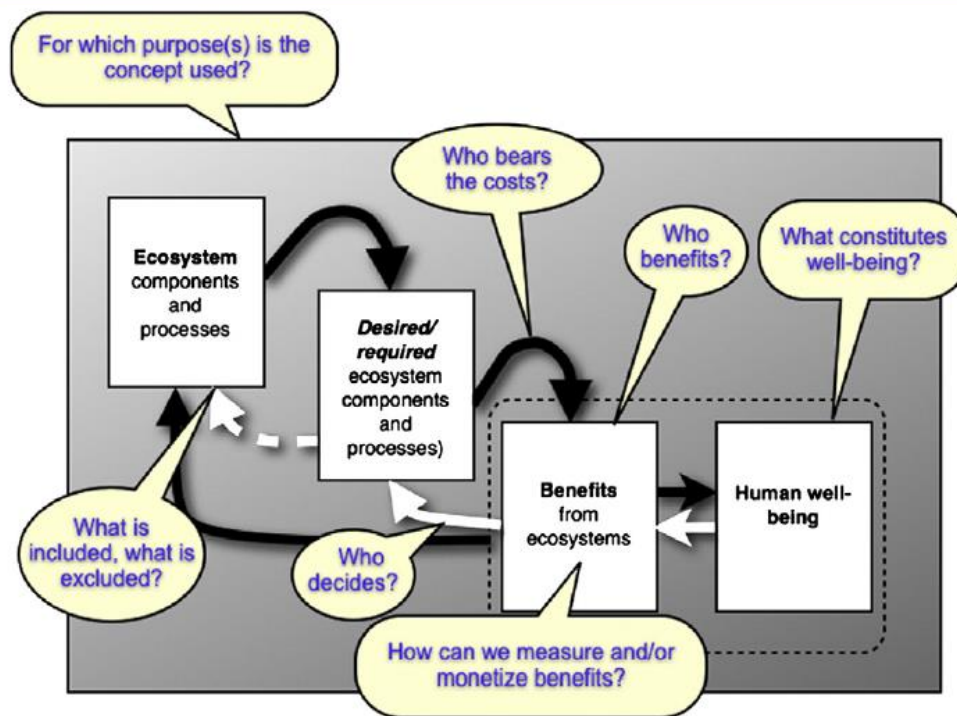 For which purpose(s) is the
concept used?
Who bears
the costs?
Who
benefits?
What constitutes
well-being?
Ecosystem
components
and
processes
Desired/
required
ecosystem
components
and
processes)
Benefits
from
ecosystems
Human well-
being
What is
included, what is
excluded?
Who
decides?
How can we measure and/or
monetize benefits?